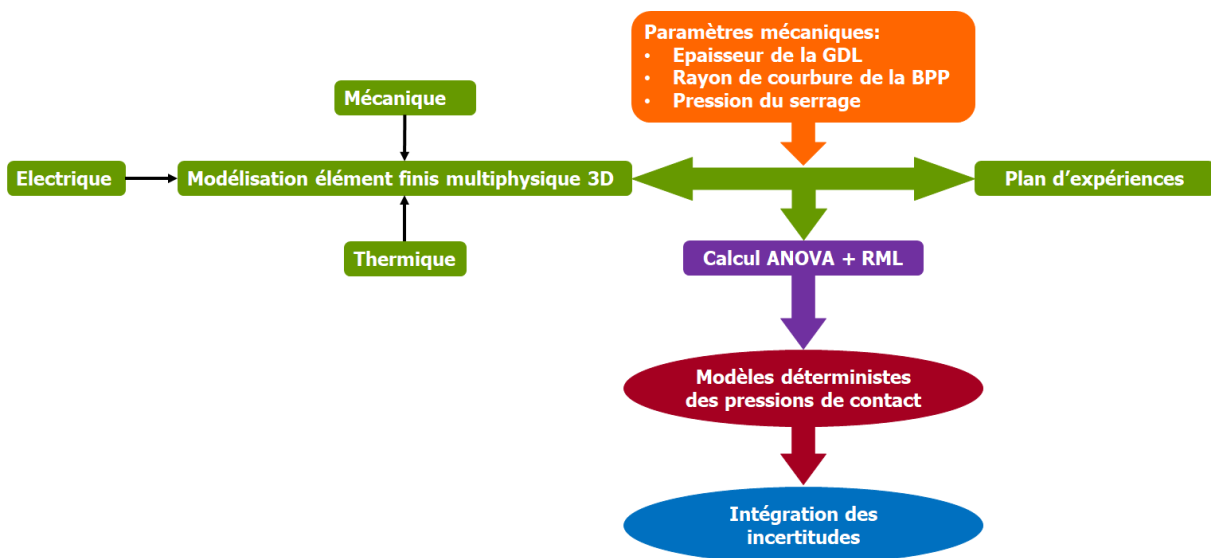 Paramètres mécaniques:
• Epaisseur de la GDL
• Rayon de courbure de la BPP
• Pression du serrage
Mécanique
Electrique
Modélisation élément finis multiphysique 3D
Plan d'expériences
Thermique
Calcul ANOVA + RML
Modèles déterministes
des pressions de contact
Intégration des
incertitudes